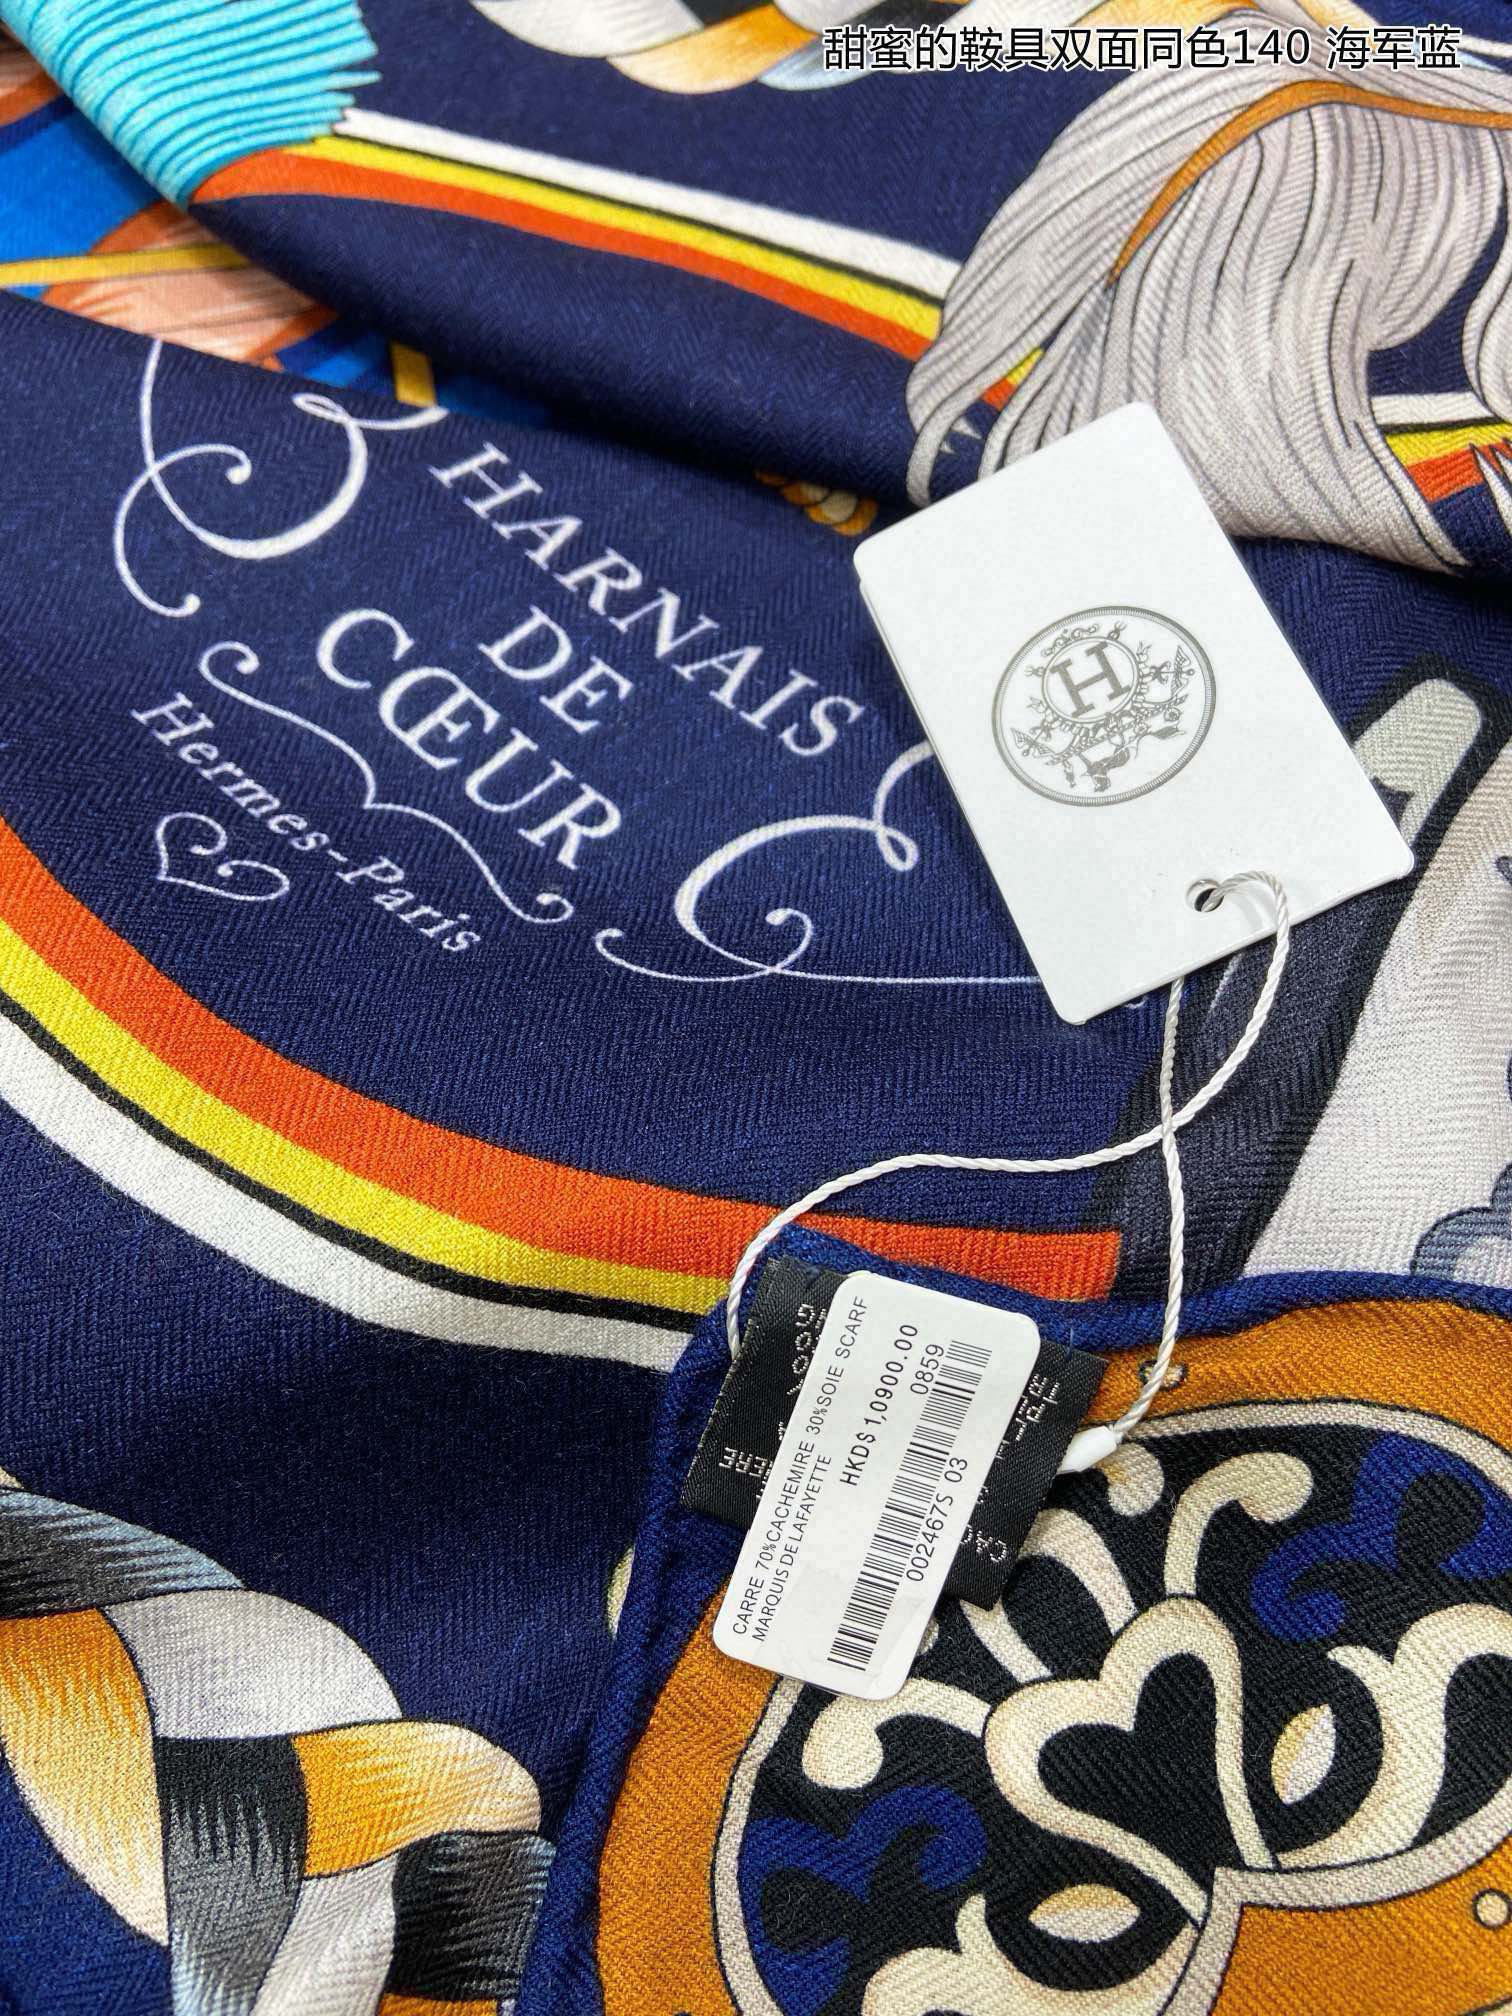 甜蜜的鞍具双面同色140 海军蓝
HARNAIS
DE
CŒUR
Hermes-Paris
H
CARRE 70%CACHEMIRE 30%SOIE SCARF
MARQUIS DE LAFAYETTE
HKD$1,0900.00
0859
002467S 03